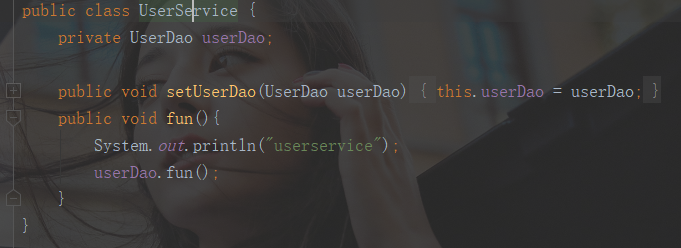 public class UserService {
private UserDao userDao;
public void setUserDao(UserDao userDao) { this.userDao = userDao; }
public void fun(){
System.out.println("userservice");
userDao.fun();
}
}